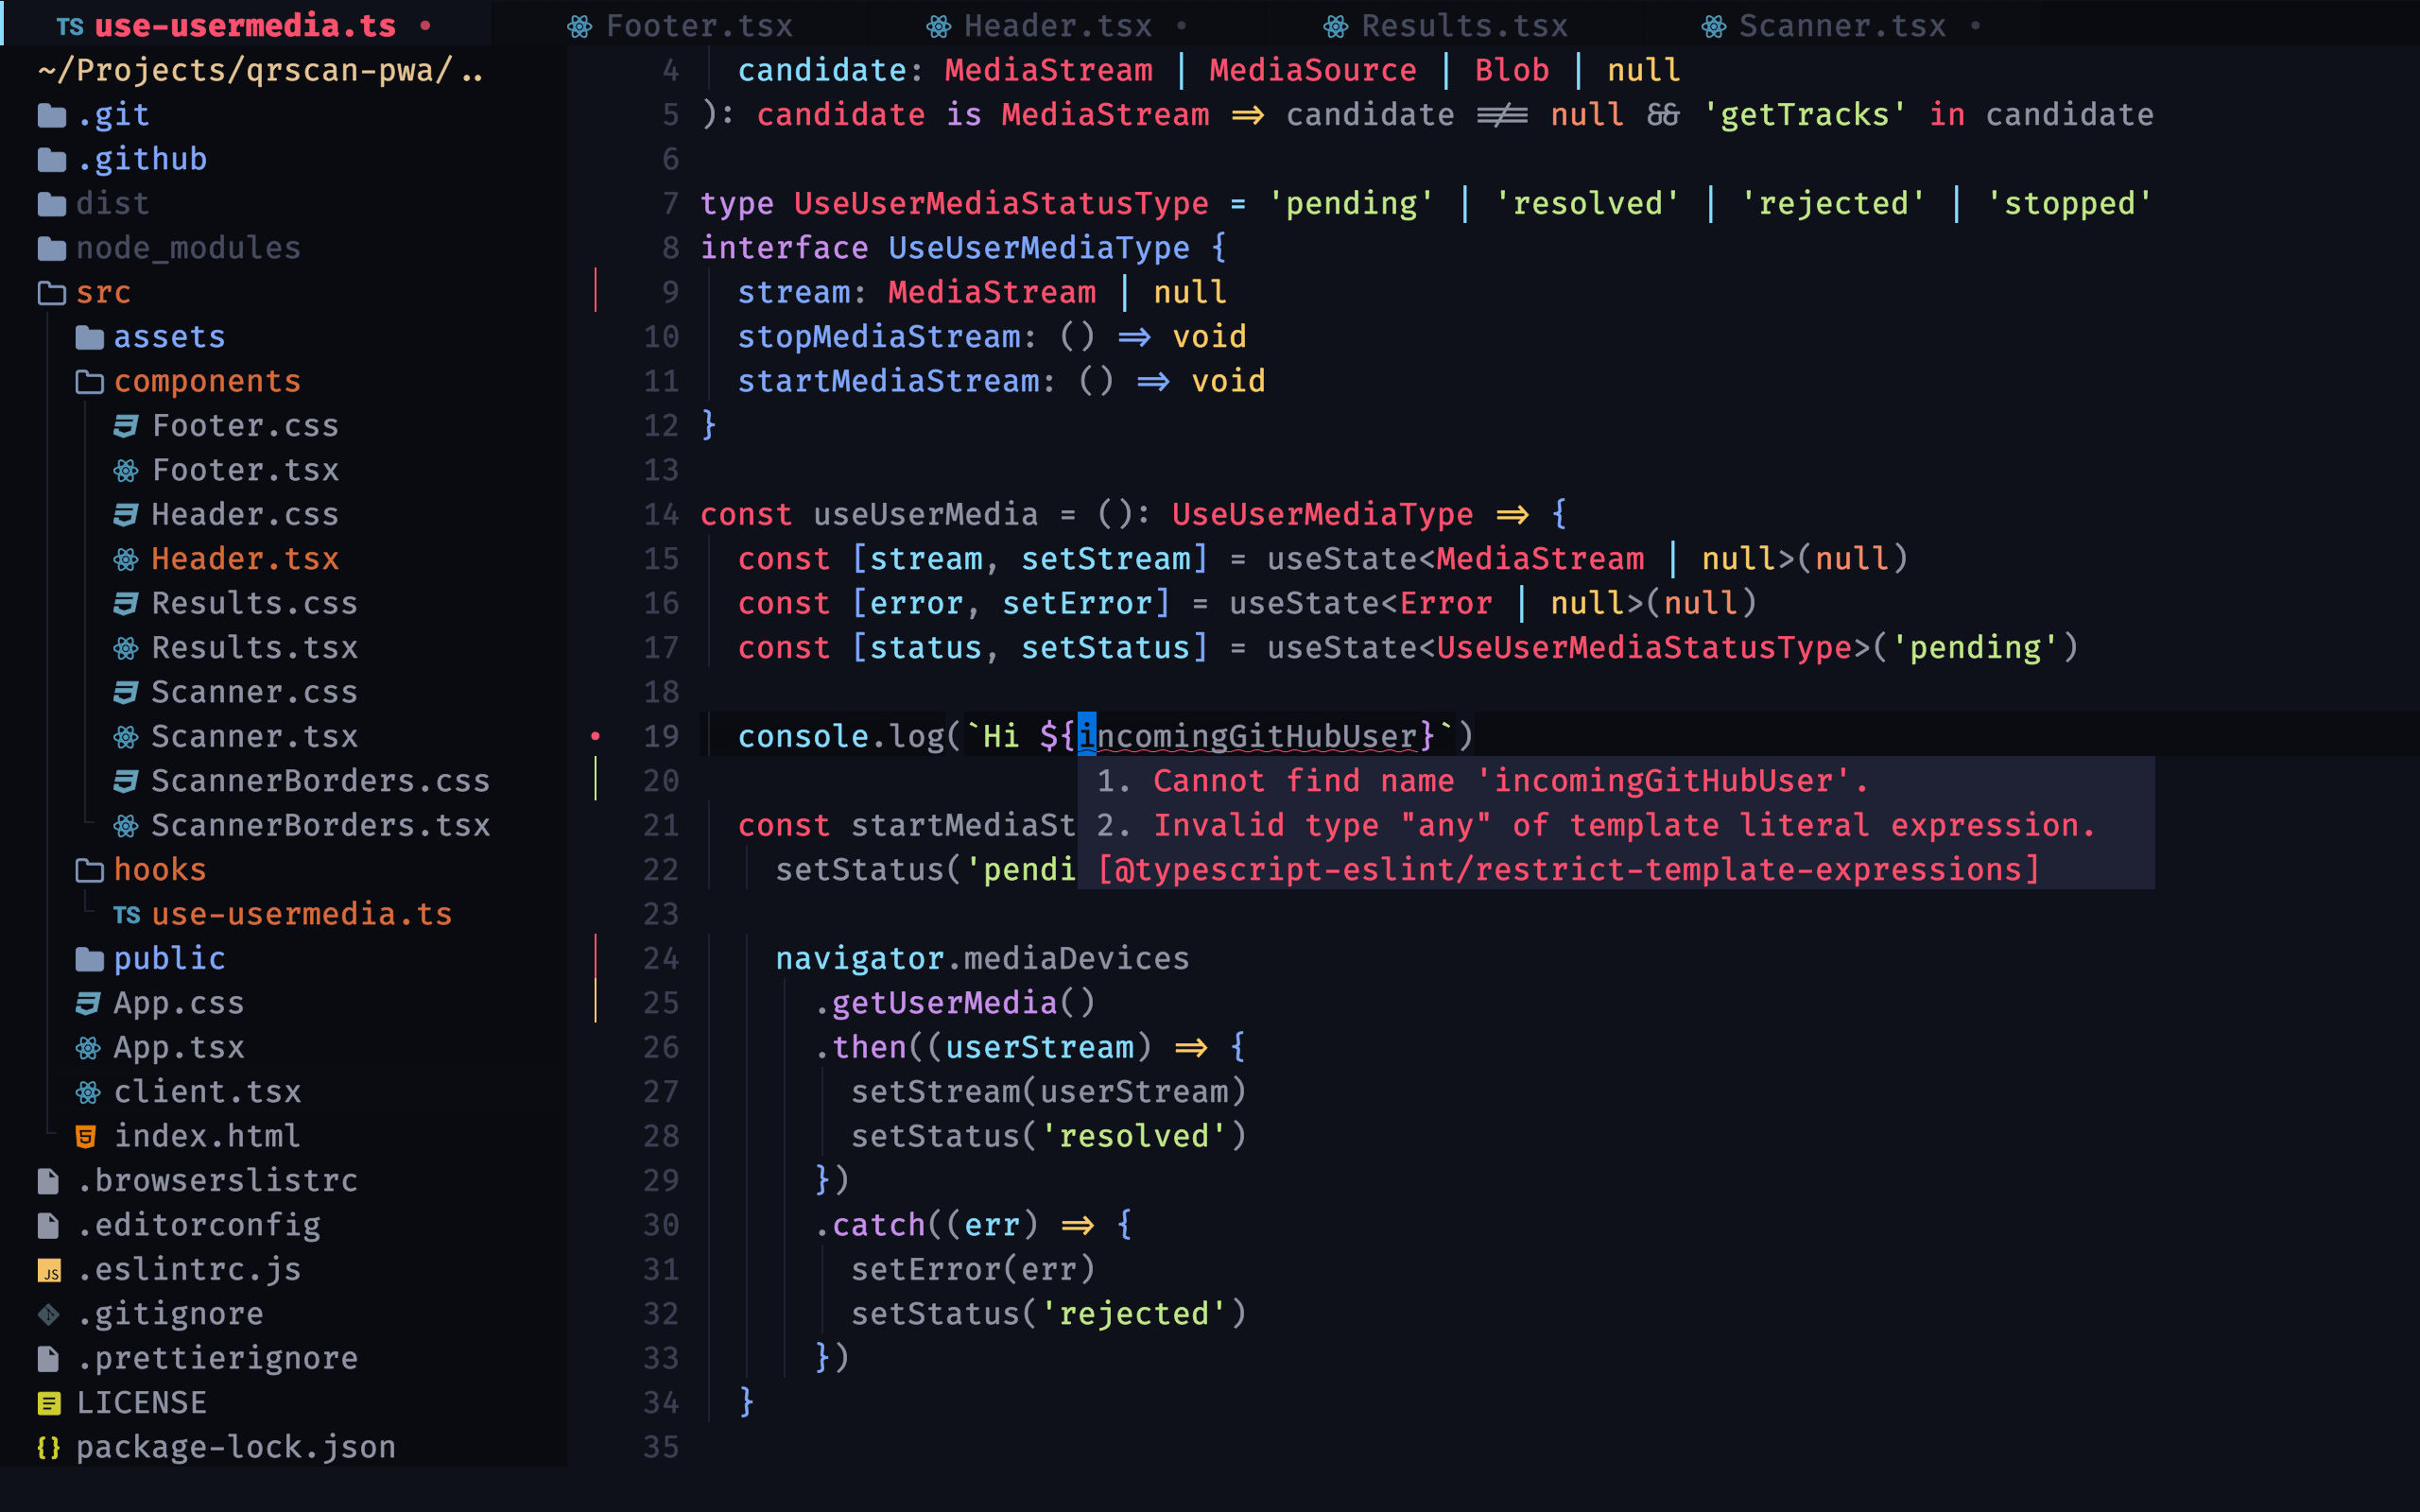 TS use-usermedia.ts • Footer.tsx Header.tsx • Results.tsx Scanner.tsx •
~/Projects/qrscan-pwa/..
.git
.github
dist
node_modules
src
assets
components
Footer.css
Footer.tsx
Header.css
Header.tsx
Results.css
Results.tsx
Scanner.css
Scanner.tsx
ScannerBorders.css
ScannerBorders.tsx
hooks
TS use-usermedia.ts
public
App.css
App.tsx
client.tsx
index.html
.browserslistrc
.editorconfig
JS .eslintrc.js
.gitignore
.prettierignore
LICENSE
{} package-lock.json
4 candidate: MediaStream | MediaSource | Blob | null
5 ): candidate is MediaStream => candidate !== null && 'getTracks' in candidate
6
7 type UseUserMediaStatusType = 'pending' | 'resolved' | 'rejected' | 'stopped'
8 interface UseUserMediaType {
9 stream: MediaStream | null
10 stopMediaStream: () => void
11 startMediaStream: () => void
12 }
13
14 const useUserMedia = (): UseUserMediaType => {
15 const [stream, setStream] = useState<MediaStream | null>(null)
16 const [error, setError] = useState<Error | null>(null)
17 const [status, setStatus] = useState<UseUserMediaStatusType>('pending')
18
19 console.log(`Hi ${incomingGitHubUser}`)
20 1. Cannot find name 'incomingGitHubUser'.
21 const startMediaSt 2. Invalid type "any" of template literal expression.
22 setStatus('pendi [@typescript-eslint/restrict-template-expressions]
23
24 navigator.mediaDevices
25 .getUserMedia()
26 .then((userStream) => {
27 setStream(userStream)
28 setStatus('resolved')
29 })
30 .catch((err) => {
31 setError(err)
32 setStatus('rejected')
33 })
34 }
35